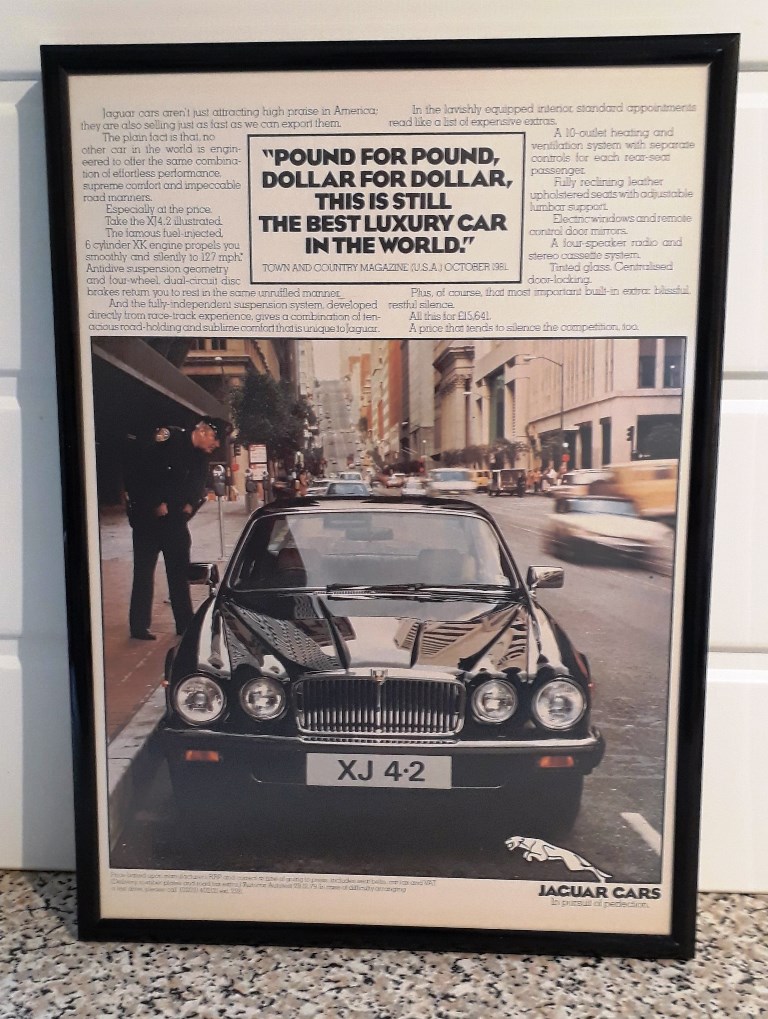 Jaguar cars aren't just attracting high praise in America;
they are also selling just as fast as we can export them.
The plain fact is that, no
other car in the world is engin-
eered to offer the same combina-
tion of effortless performance,
supreme comfort and impeccable
road manners.
Especially at the price.
Take the XJ4.2 illustrated.
The famous fuel-injected,
6 cylinder XK engine propels you
smoothly and silently to 127 mph.*
Antidive suspension geometry
and four-wheel, dual-circuit disc
brakes return you to rest in the same unruffled manner.
And the fully-independent suspension system, developed
directly from race-track experience, gives a combination of ten-
acious road-holding and sublime comfort that is unique to Jaguar.
"POUND FOR POUND,
DOLLAR FOR DOLLAR,
THIS IS STILL
THE BEST LUXURY CAR
IN THE WORLD."
TOWN AND COUNTRY MAGAZINE (U.S.A.) OCTOBER 1981.
In the lavishly equipped interior, standard appointments
read like a list of expensive extras.
A 10-outlet heating and
ventilation system with separate
controls for each rear-seat
passenger.
Fully reclining leather
upholstered seats with adjustable
lumbar support.
Electric windows and remote
control door mirrors.
A four-speaker radio and
stereo cassette system.
Tinted glass. Centralised
door-locking.
Plus, of course, that most important built-in extra: blissful,
restful silence.
All this for £15,641.
A price that tends to silence the competition, too.
XJ 4·2
JAGUAR CARS
In pursuit of perfection.